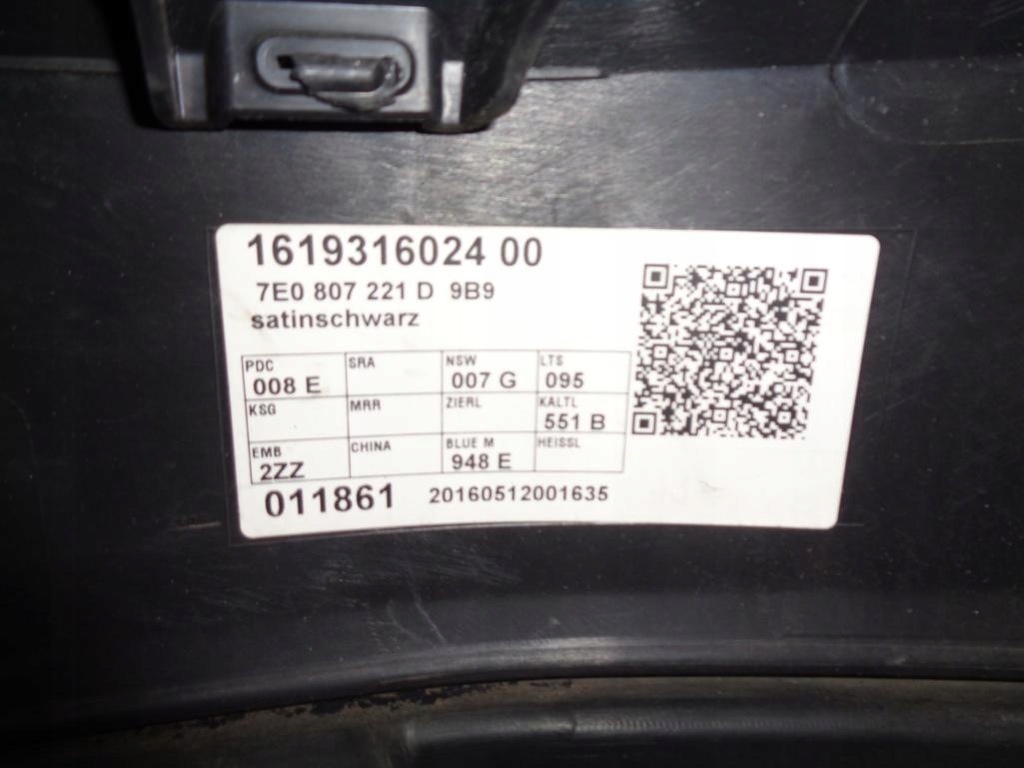 1619316024 00
7E0 807 221 D 9B9
satinschwarz
PDC SRA NSW LTS
008 E 007 G 095
KSG MRR ZIERL KALTL
551 B
EMB CHINA BLUE M HEISSL
2ZZ 948 E
011861 20160512001635